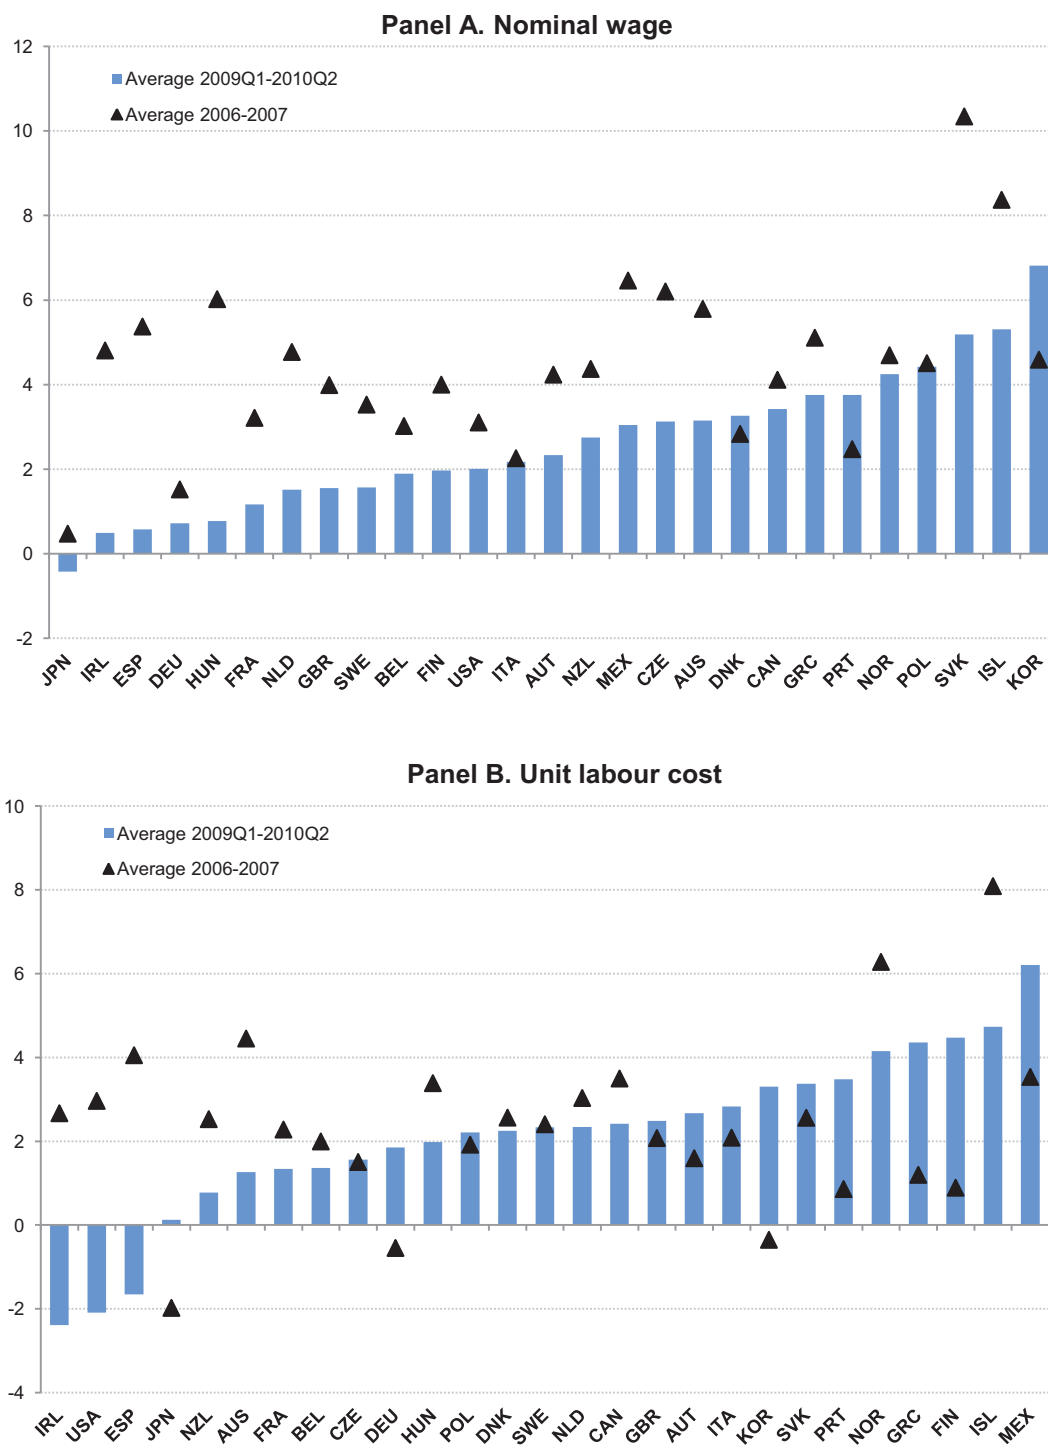 Panel A. Nominal wage
12
Average 2009Q1-2010Q2
Average 2006-2007
10
8
6
4
2
0
-2
JPN IRL ESP DEU HUN FRA NLD GBR SWE BEL FIN USA ITA AUT NZL MEX CZE AUS DNK CAN GRC PRT NOR POL SVK ISL KOR
Panel B. Unit labour cost
10
Average 2009Q1-2010Q2
Average 2006-2007
8
6
4
2
0
-2
-4
IRL USA ESP JPN NZL AUS FRA BEL CZE DEU HUN POL DNK SWE NLD CAN GBR AUT ITA KOR SVK PRT NOR GRC FIN ISL MEX